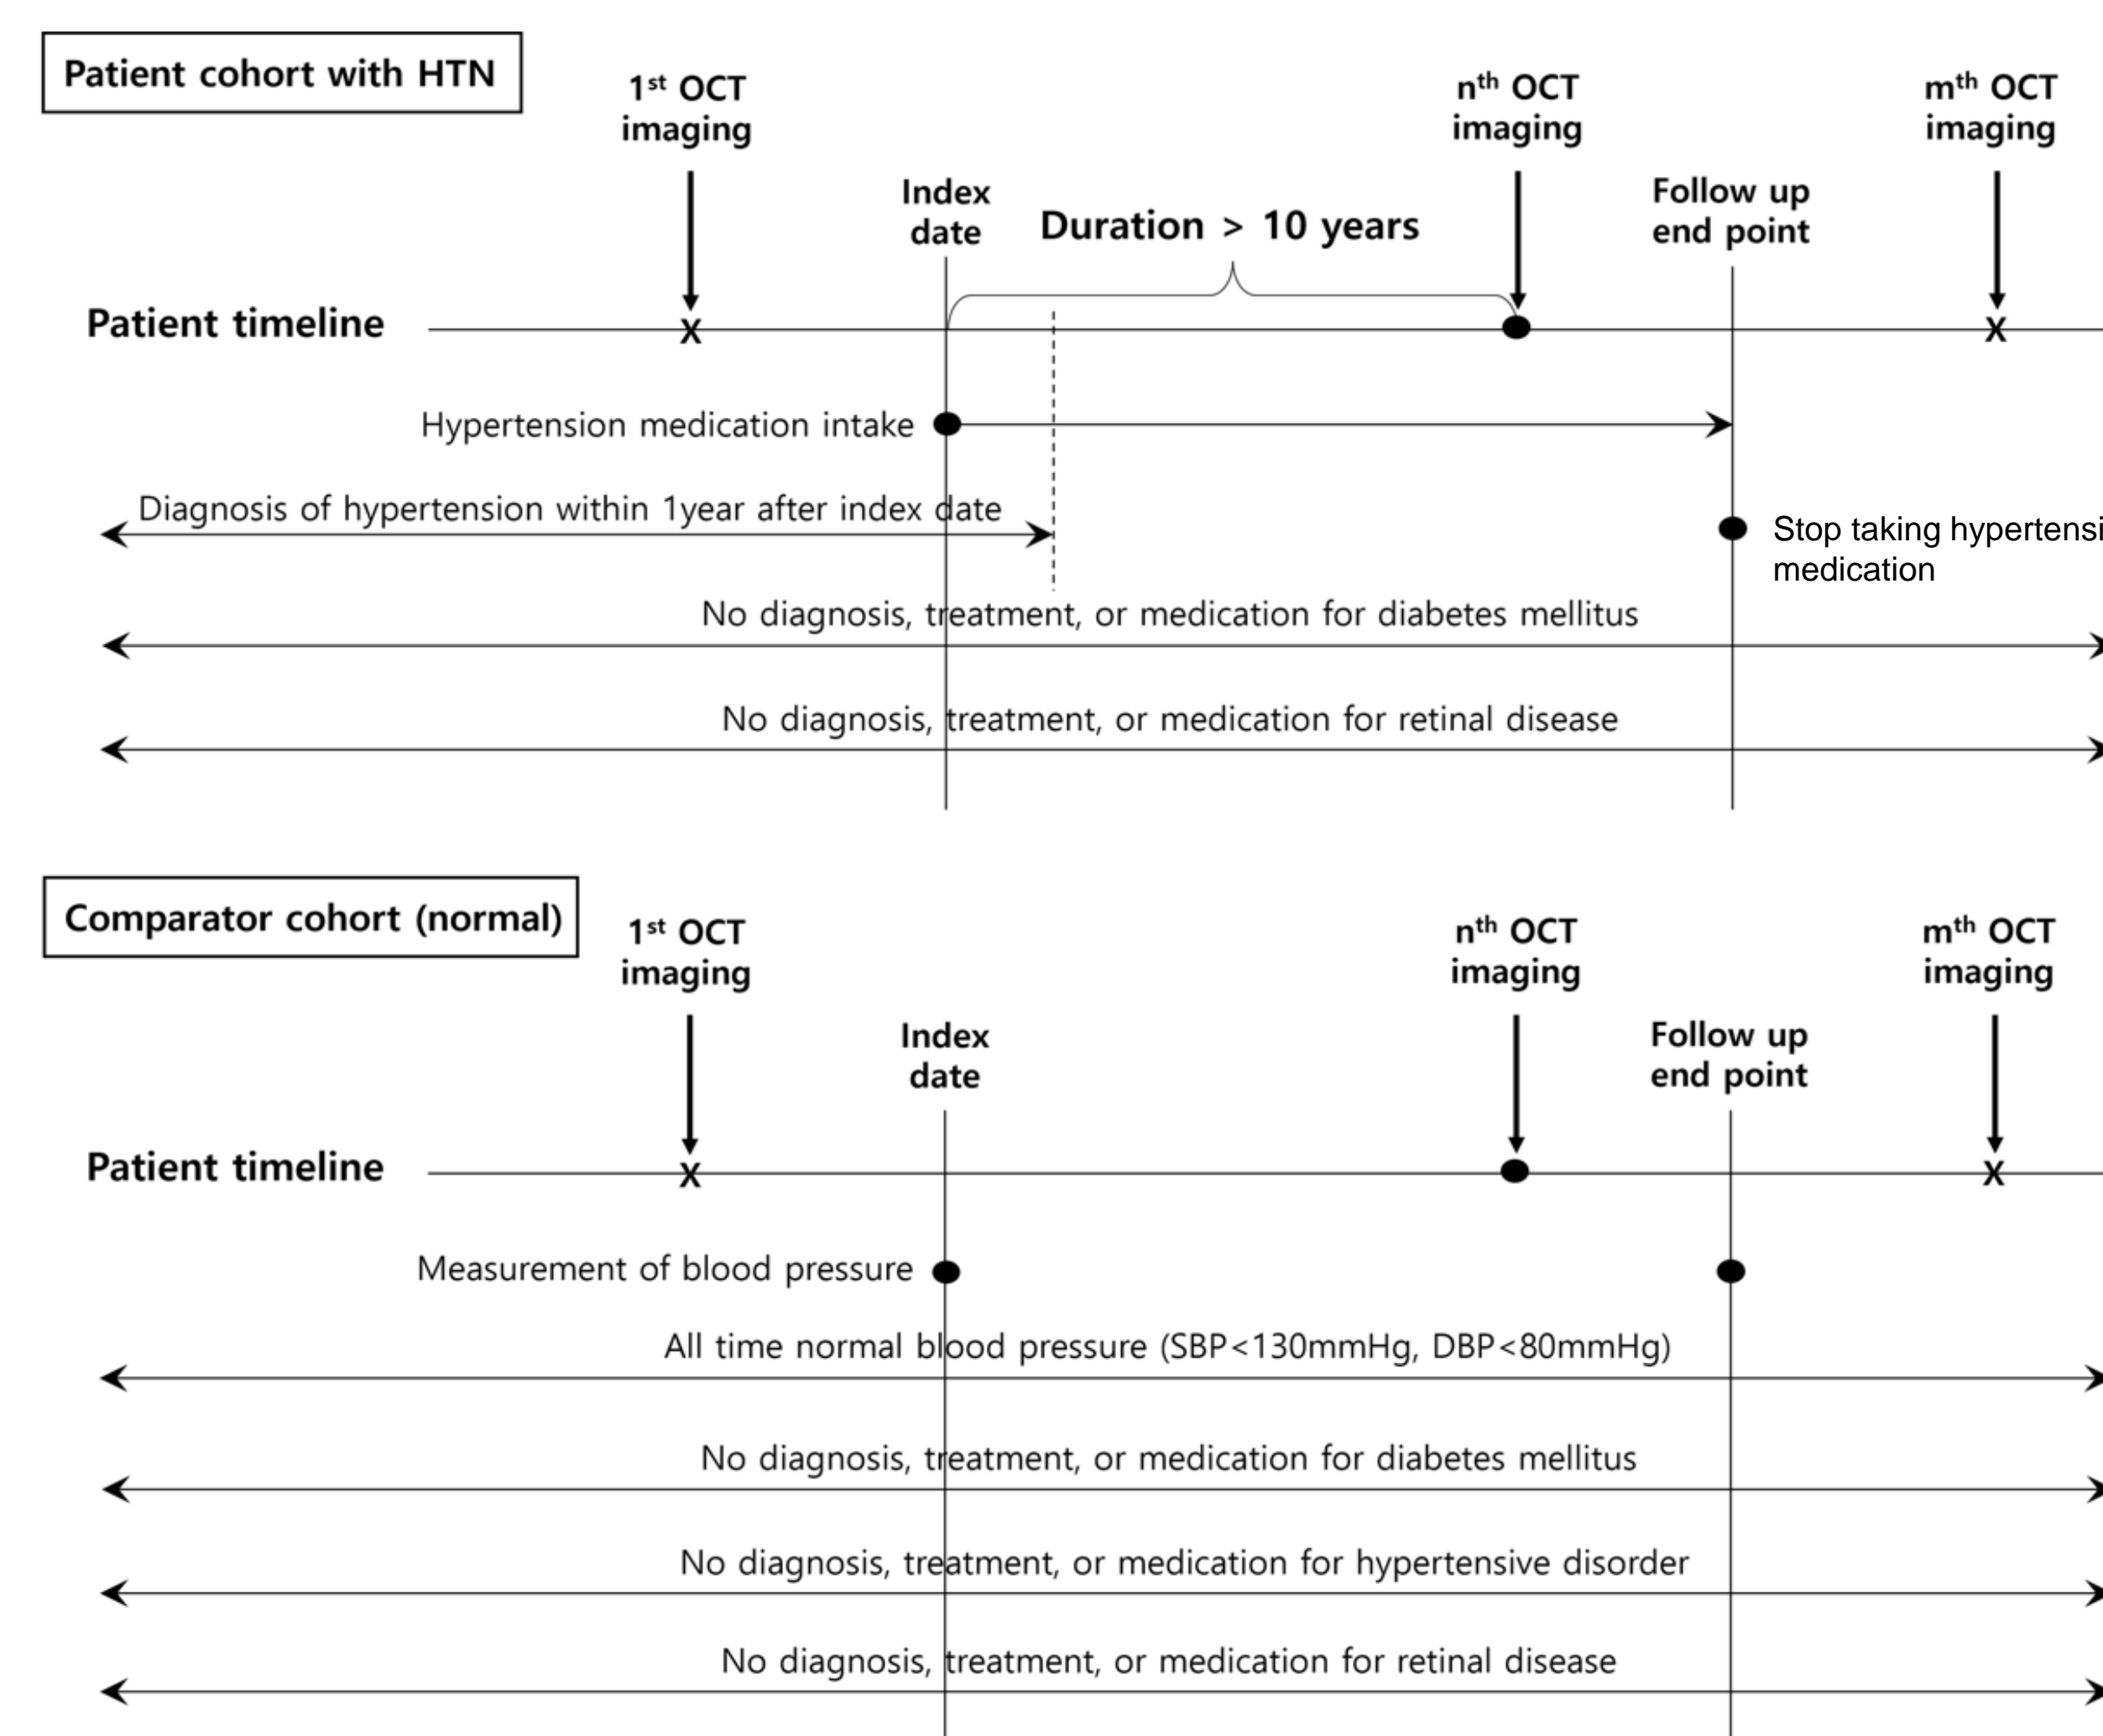 Patient cohort with HTN
1st OCT
imaging
nth OCT
imaging
mth OCT
imaging
Index
date
Duration > 10 years
Follow up
end point
Patient timeline
X
X
Hypertension medication intake
Diagnosis of hypertension within 1year after index date
Stop taking hypertensi
medication
No diagnosis, treatment, or medication for diabetes mellitus
No diagnosis, treatment, or medication for retinal disease
Comparator cohort (normal)
1st OCT
imaging
nth OCT
imaging
mth OCT
imaging
Index
date
Follow up
end point
Patient timeline
X
X
Measurement of blood pressure
All time normal blood pressure (SBP<130mmHg, DBP<80mmHg)
No diagnosis, treatment, or medication for diabetes mellitus
No diagnosis, treatment, or medication for hypertensive disorder
No diagnosis, treatment, or medication for retinal disease